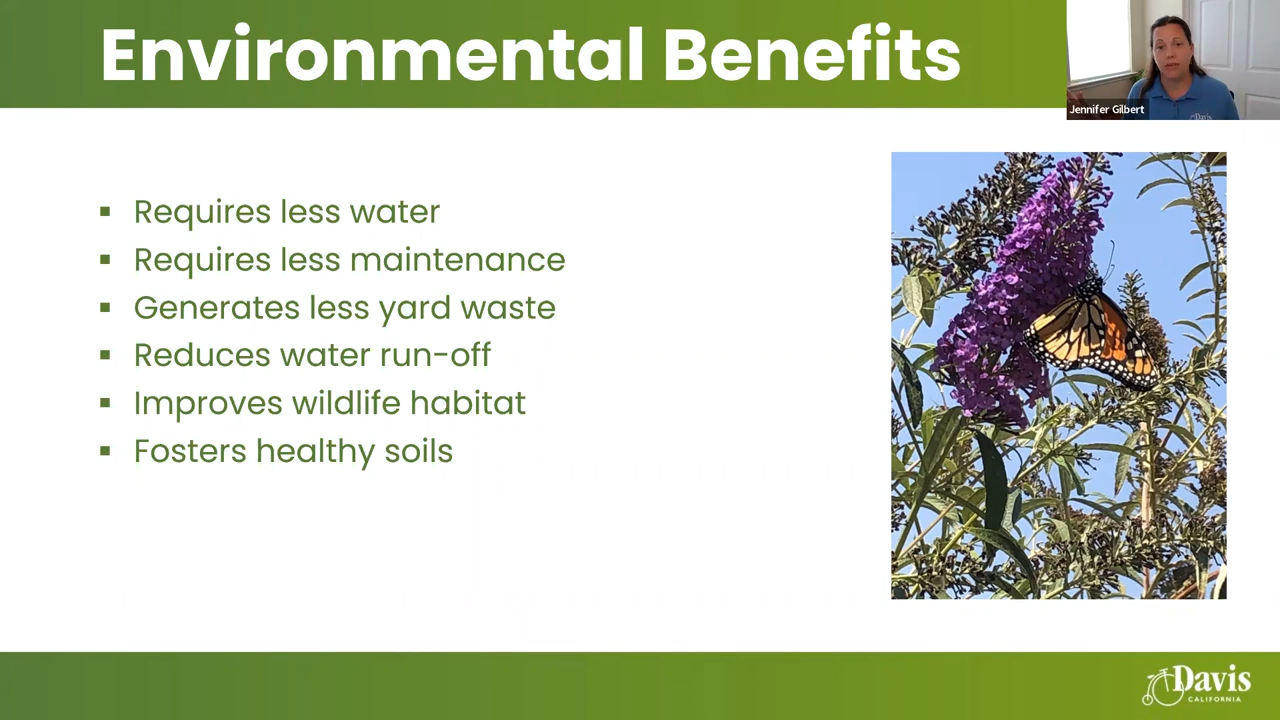 Environmental Benefits
Jennifer Gilbert
▪ Requires less water
▪ Requires less maintenance
▪ Generates less yard waste
▪ Reduces water run-off
▪ Improves wildlife habitat
▪ Fosters healthy soils
Davis
Davis
CALIFORNIA